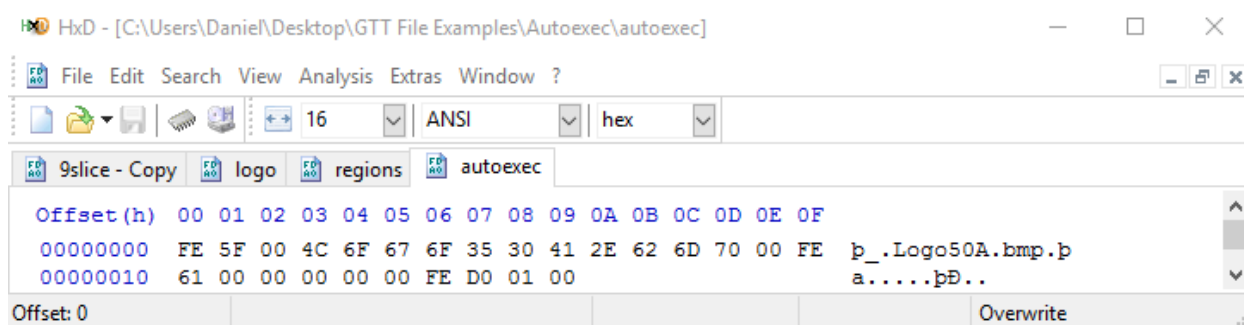 HxD - [C:\Users\Daniel\Desktop\GTT File Examples\Autoexec\autoexec]
File Edit Search View Analysis Extras Window ?
16 ANSI hex
9slice - Copy logo regions autoexec
Offset(h) 00 01 02 03 04 05 06 07 08 09 0A 0B 0C 0D 0E 0F
00000000 FE 5F 00 4C 6F 67 6F 35 30 41 2E 62 6D 70 00 FE þ_.Logo50A.bmp.þ
00000010 61 00 00 00 00 00 FE D0 01 00 a.....þÐ..
Offset: 0 Overwrite